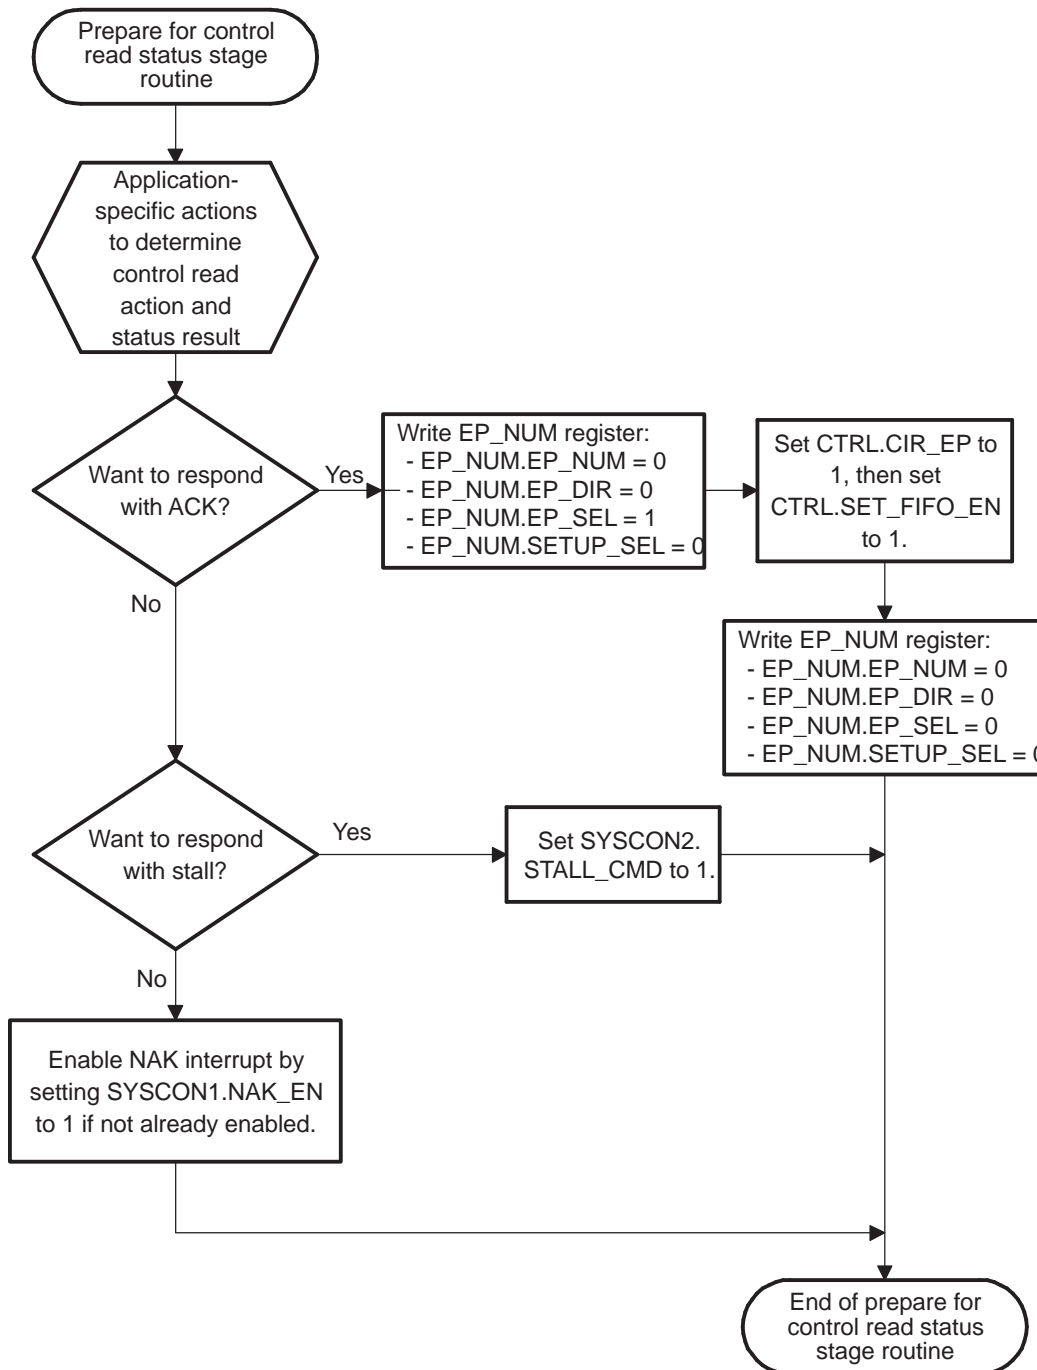 Prepare for control
read status stage
routine
Application-
specific actions
to determine
control read
action and
status result
Want to respond
with ACK?
Yes
Write EP_NUM register:
- EP_NUM.EP_NUM = 0
- EP_NUM.EP_DIR = 0
- EP_NUM.EP_SEL = 1
- EP_NUM.SETUP_SEL = 0
Set CTRL.CIR_EP to
1, then set
CTRL.SET_FIFO_EN
to 1.
No
Write EP_NUM register:
- EP_NUM.EP_NUM = 0
- EP_NUM.EP_DIR = 0
- EP_NUM.EP_SEL = 0
- EP_NUM.SETUP_SEL = 0
Want to respond
with stall?
Yes
Set SYSCON2.
STALL_CMD to 1.
No
Enable NAK interrupt by
setting SYSCON1.NAK_EN
to 1 if not already enabled.
End of prepare for
control read status
stage routine